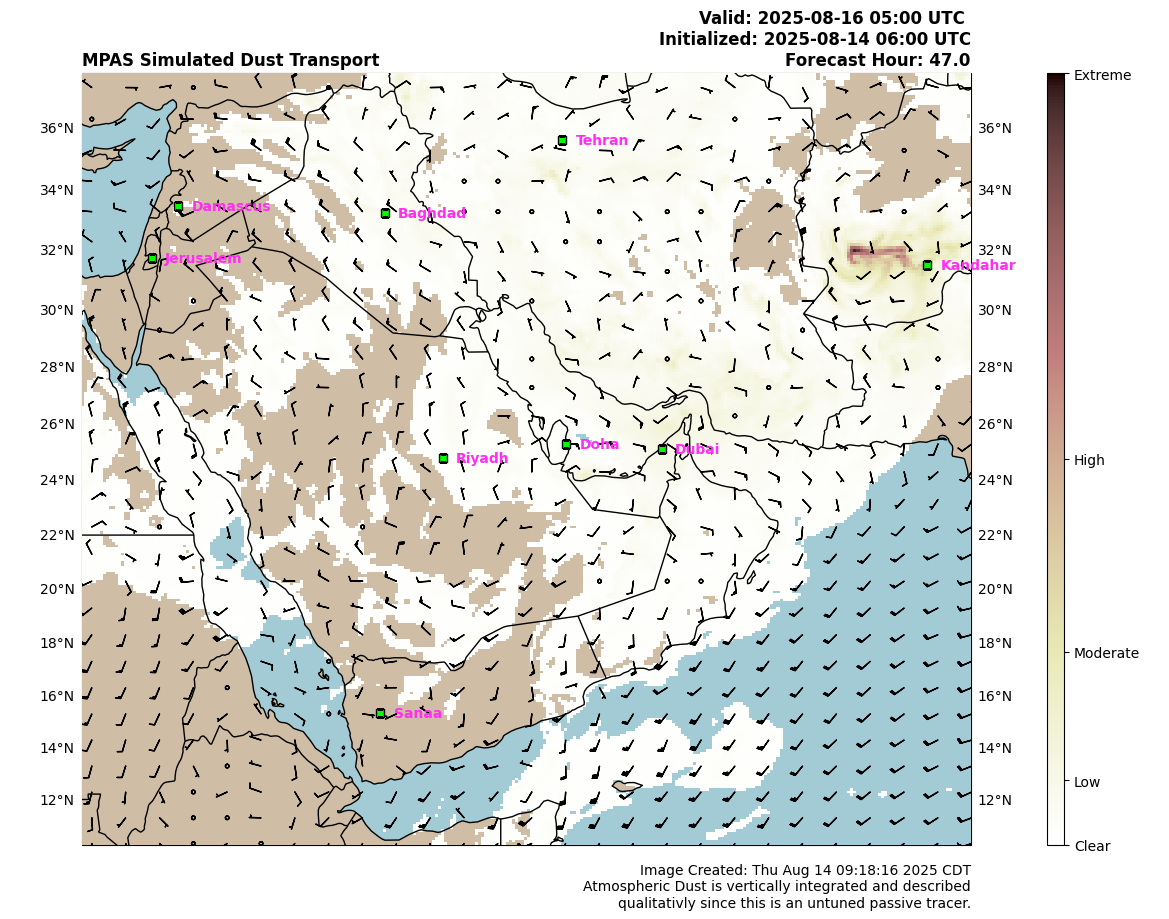 Valid: 2025-08-16 05:00 UTC
Initialized: 2025-08-14 06:00 UTC
MPAS Simulated Dust Transport
Forecast Hour: 47.0
Extreme
36°N
36°N
Tehran
34°N
34°N
Damascus
Baghdad
32°N
32°N
Jerusalem
Kandahar
30°N
30°N
28°N
28°N
26°N
26°N
Doha
Dubai
Riyadh
High
24°N
24°N
22°N
22°N
20°N
20°N
18°N
18°N
Moderate
16°N
16°N
Sanaa
14°N
14°N
Low
12°N
12°N
Clear
Image Created: Thu Aug 14 09:18:16 2025 CDT
Atmospheric Dust is vertically integrated and described
qualitativly since this is an untuned passive tracer.